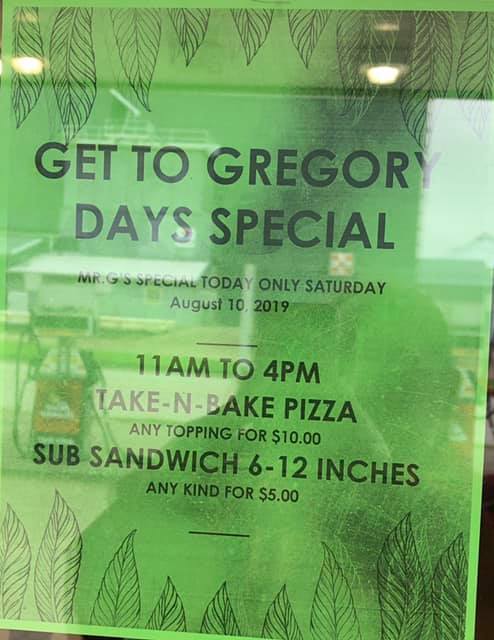 GET TO GREGORY
DAYS SPECIAL
MR.G'S SPECIAL TODAY ONLY SATURDAY
August 10, 2019
11AM TO 4PM
TAKE-N-BAKE PIZZA
ANY TOPPING FOR $10.00
SUB SANDWICH 6-12 INCHES
ANY KIND FOR $5.00